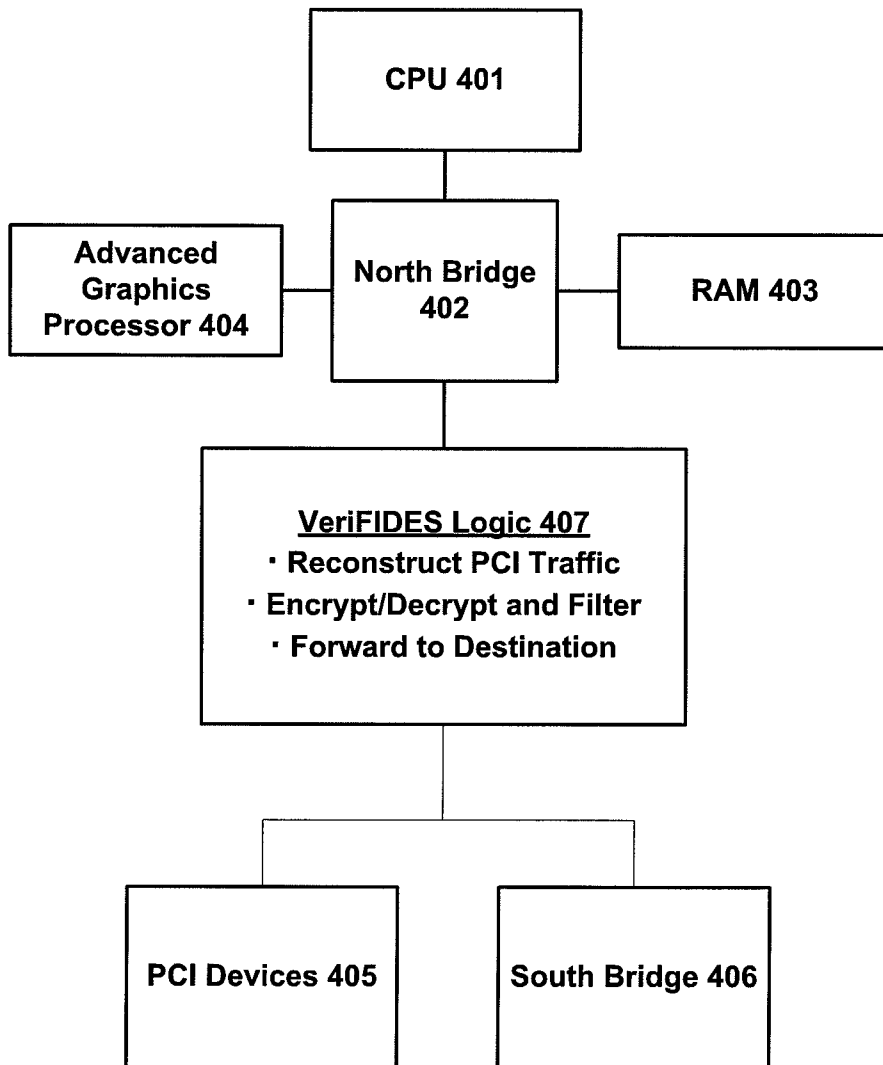 CPU 401
Advanced
Graphics
Processor 404
North Bridge
402
RAM 403
VeriFIDES Logic 407
· Reconstruct PCI Traffic
· Encrypt/Decrypt and Filter
· Forward to Destination
PCI Devices 405
South Bridge 406